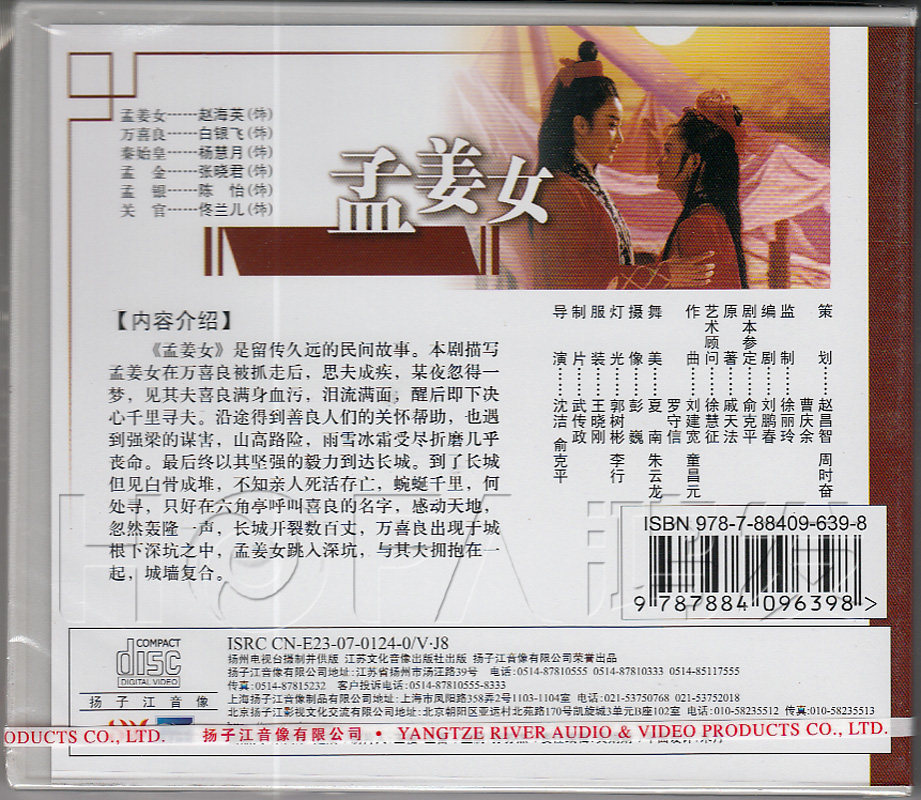 孟姜女------赵海英(饰)
万喜良------白银飞(饰)
秦始皇------杨慧月(饰)
孟　金------张晓君(饰)
孟　银------陈　怡(饰)
关　官------佟兰儿(饰)
孟姜女
【内容介绍】
《孟姜女》是留传久远的民间故事。本剧描写
孟姜女在万喜良被抓走后，思夫成疾，某夜忽得一
梦，见其夫喜良满身血污，泪流满面；醒后即下决
心千里寻夫。沿途得到善良人们的关怀帮助，也遇
到强梁的谋害，山高路险，雨雪冰霜受尽折磨几乎
丧命。最后终以其坚强的毅力到达长城。到了长城
但见白骨成堆，不知亲人死活存亡，蜿蜒千里，何
处寻，只好在六角亭呼叫喜良的名字，感动天地，
忽然轰隆一声，长城开裂数百丈，万喜良出现于城
根下深坑之中，孟姜女跳入深坑，与其夫拥抱在一
起，城墙复合。
策　划……赵昌智 周时奋
曹庆余
监　制……徐丽玲
编　剧……刘鹏春
剧本参定……俞克平
原　著……戚天法
艺术顾问……徐慧征
作　曲……刘建宽 童昌元
罗守信
舞　美……夏　南 朱云龙
摄　像……彭　巍
灯　光……郭树彬 李行
服　装……王晓刚
制　片……武传政
导　演……沈洁 俞克平
ISBN 978-7-88409-639-8
9 787884 096398 >
COMPACT
disc
DIGITAL VIDEO
扬子江音像
ISRC CN-E23-07-0124-0/V·J8
扬州电视台摄制并供版 江苏文化音像出版社出版 扬子江音像有限公司荣誉出品
扬子江音像有限公司地址:江苏省扬州市汤汪路39号 电话:0514-87810555 0514-87810333 0514-85117555
传真:0514-87815232 客户投诉电话:0514-87810555-8333
上海扬子江音像制品有限公司地址:上海市凤阳路358弄2号1103-1104室 电话:021-53750768 021-53752018
北京扬子江影视文化交流有限公司地址:北京朝阳区亚运村北苑路170号凯旋城3单元B座102室 电话:010-58235512 传真:010-58235513
ODUCTS CO., LTD. 扬子江音像有限公司 · YANGTZE RIVER AUDIO & VIDEO PRODUCTS CO., LTD.